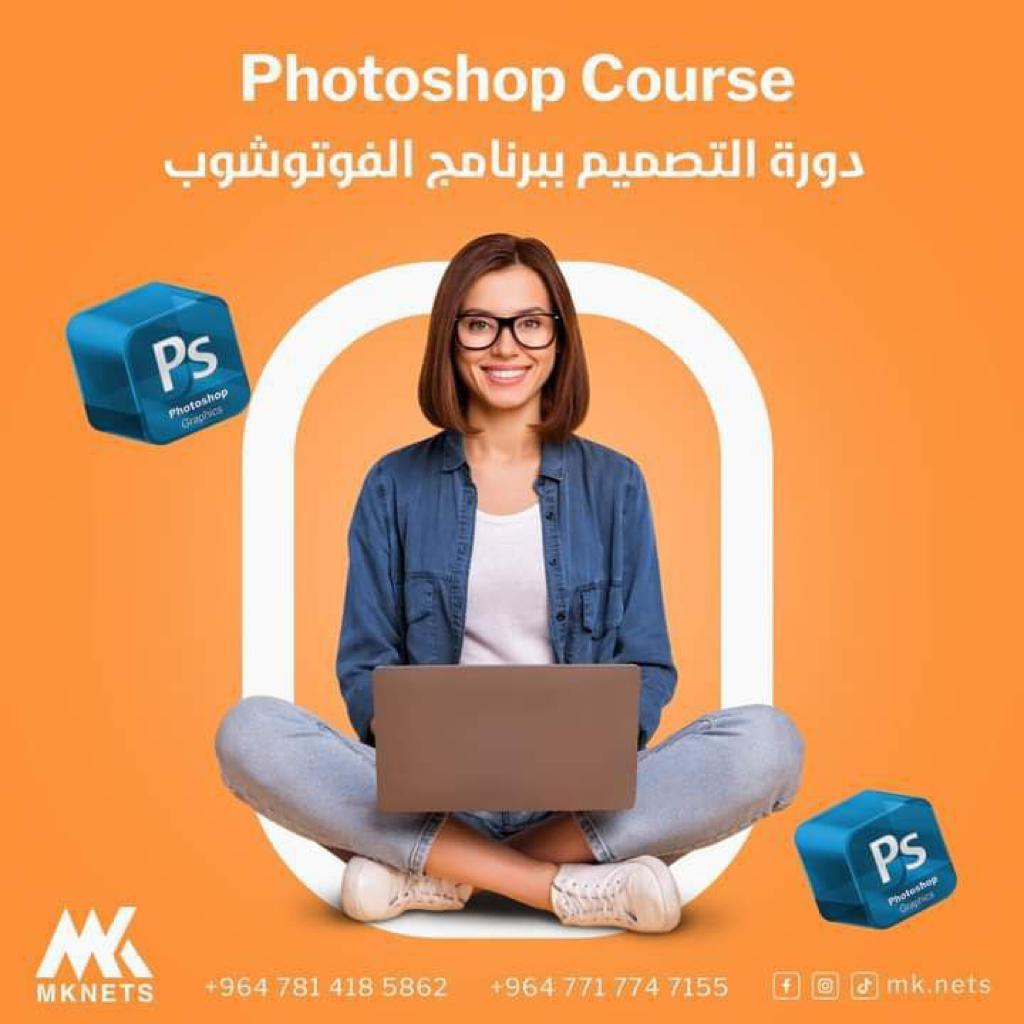 Photoshop Course
دورة التصميم ببرنامج الفوتوشوب
Ps
Photoshop
Graphics
Ps
Photoshop
Graphics
MK
MKNETS
+964 781 418 5862
+964 771 774 7155
mk.nets